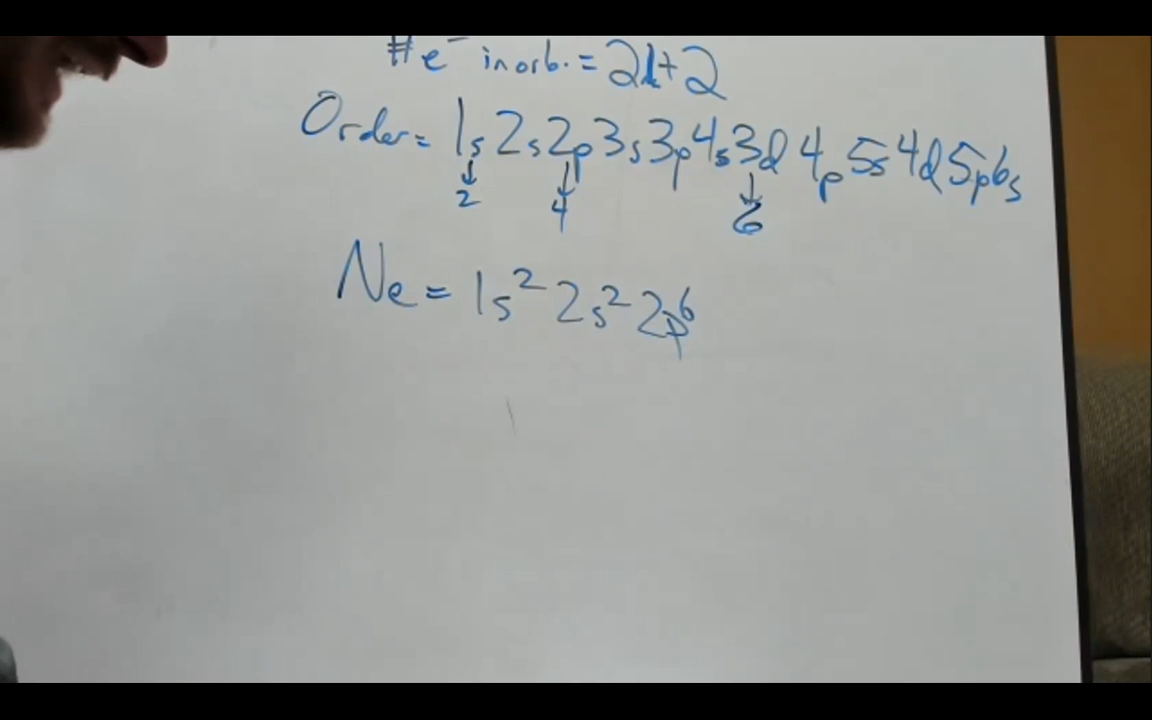 #e⁻ in orb. = 2l+2
Order = 1s 2s 2p 3s 3p 4s 3d 4p 5s 4d 5p 6s
↓ ↓ ↓
2 4 6
Ne = 1s² 2s² 2p⁶